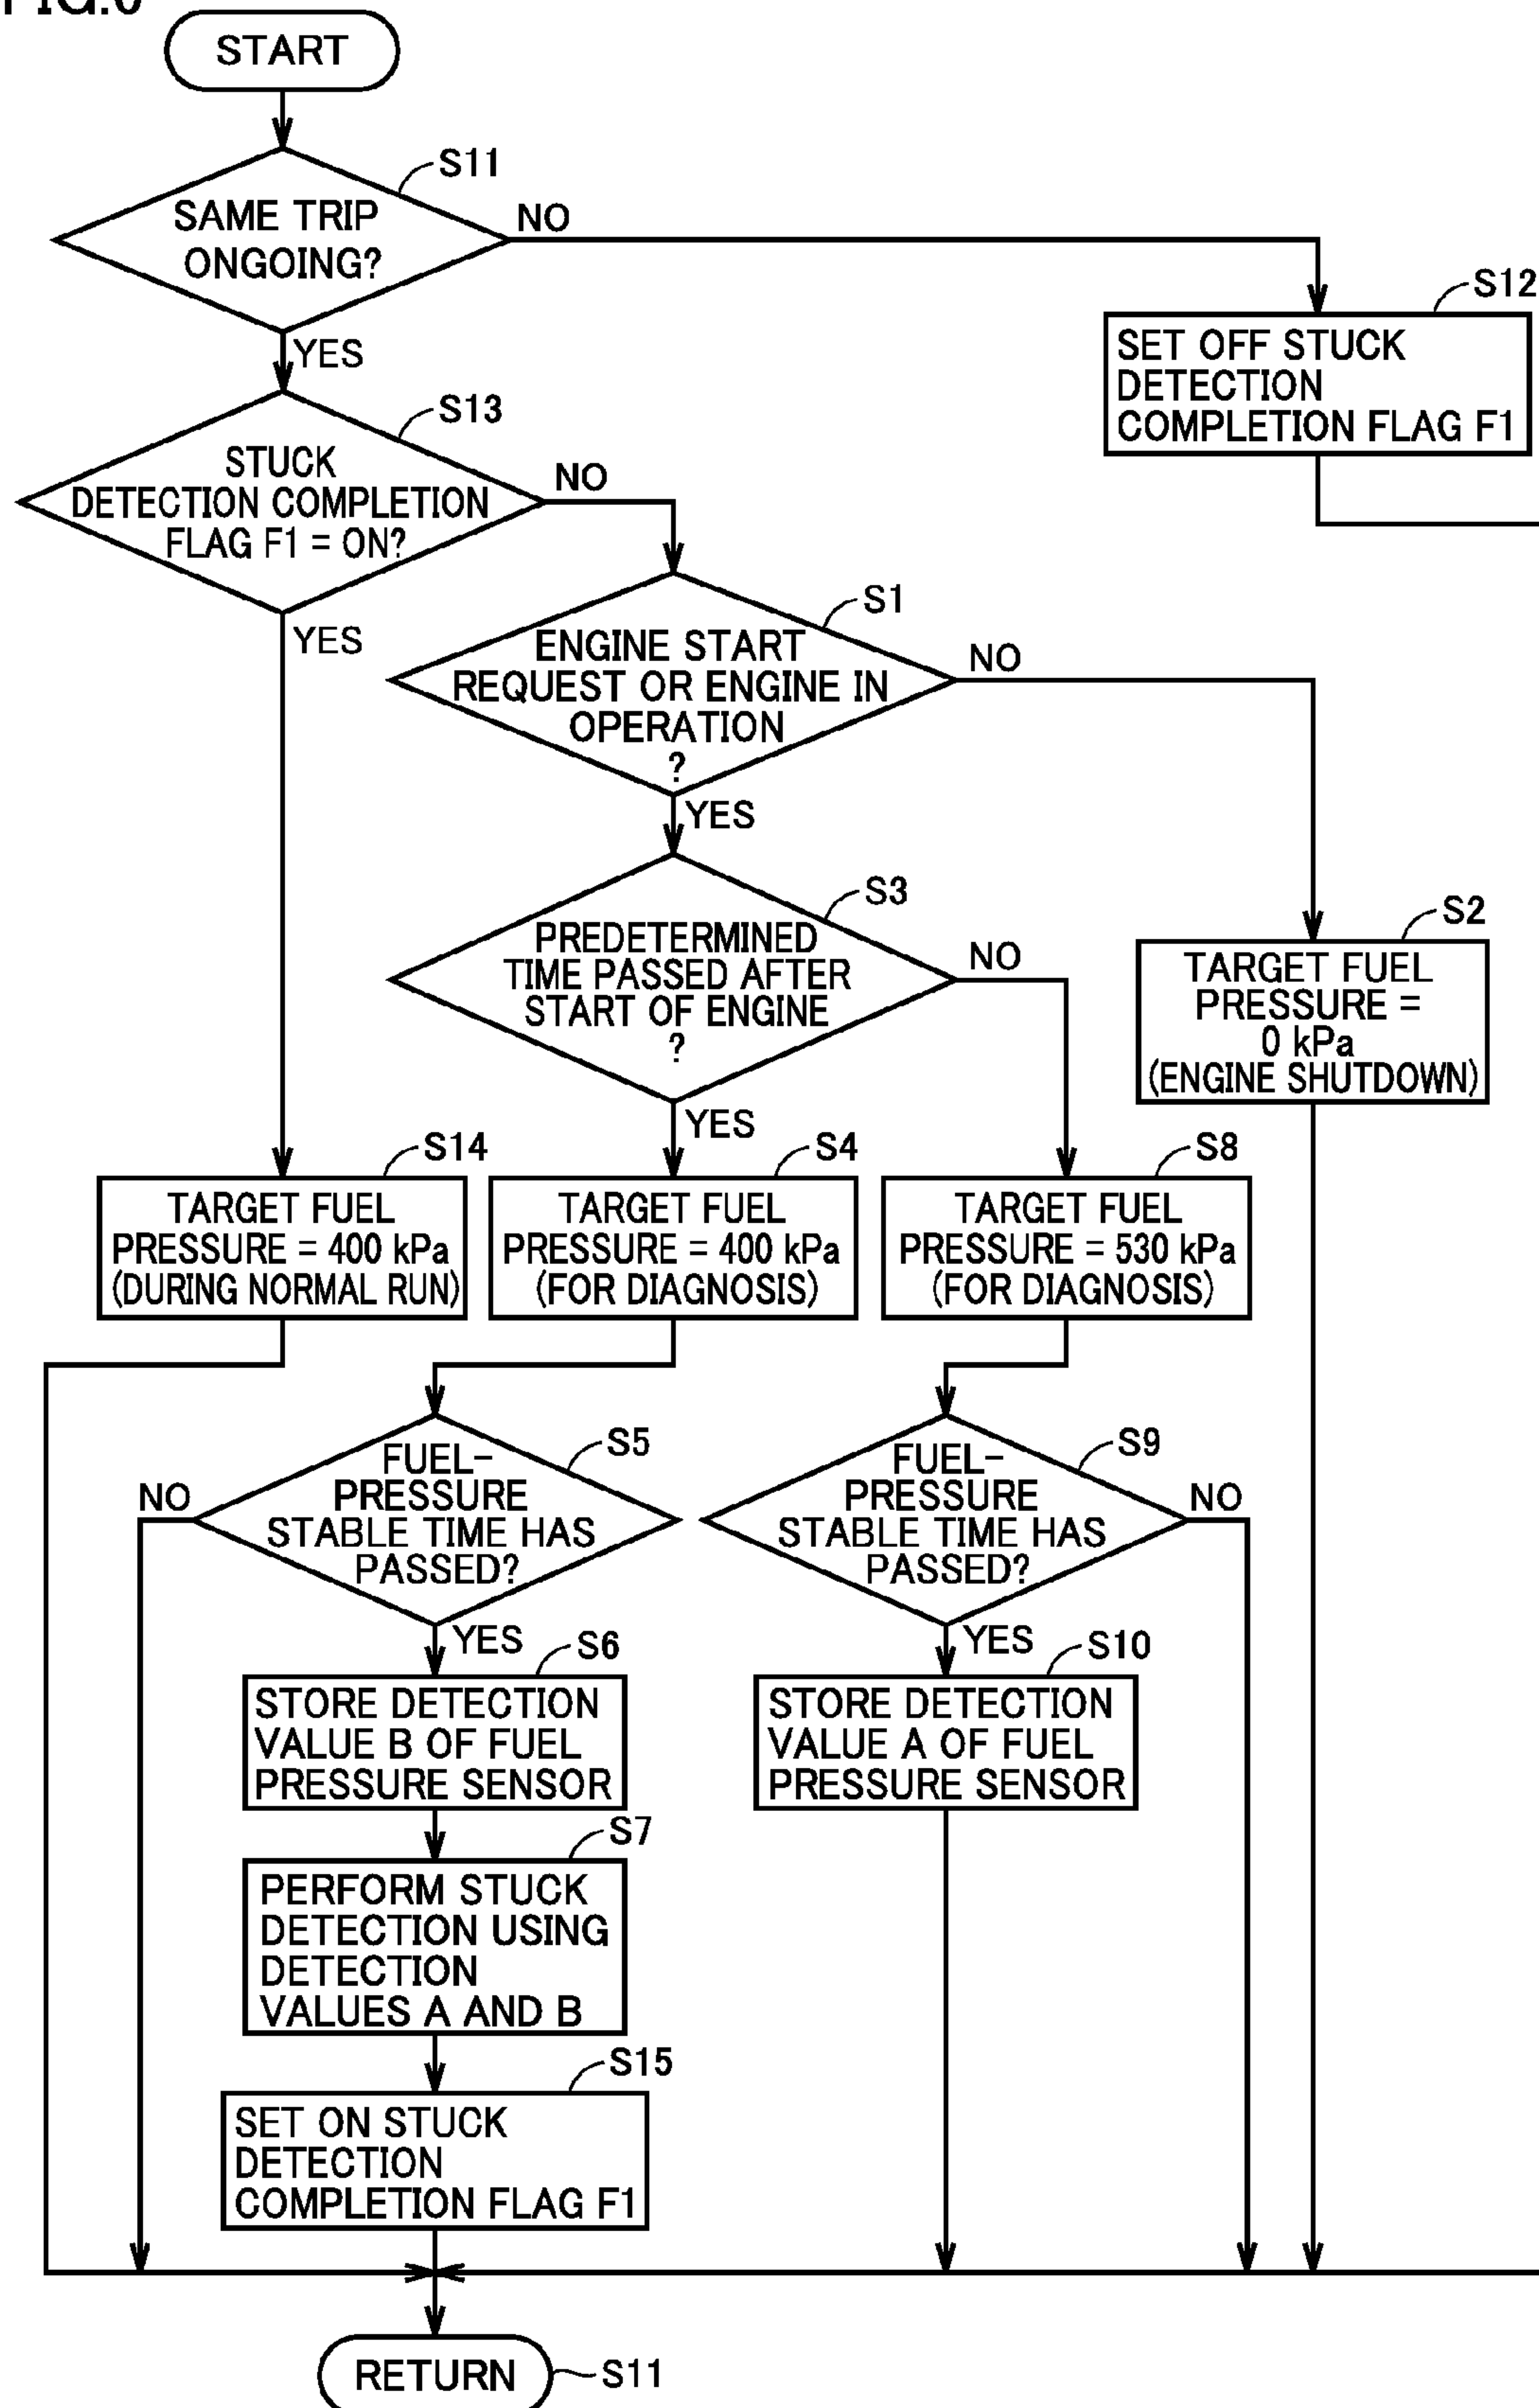 FIG.6
START
S11
SAME TRIP
ONGOING?
NO
YES
S12
SET OFF STUCK
DETECTION
COMPLETION FLAG F1
S13
STUCK
DETECTION COMPLETION
FLAG F1 = ON?
NO
YES
S1
ENGINE START
REQUEST OR ENGINE IN
OPERATION
?
NO
YES
S3
PREDETERMINED
TIME PASSED AFTER
START OF ENGINE
?
NO
YES
S2
TARGET FUEL
PRESSURE =
0 kPa
(ENGINE SHUTDOWN)
S14
TARGET FUEL
PRESSURE = 400 kPa
(DURING NORMAL RUN)
S4
TARGET FUEL
PRESSURE = 400 kPa
(FOR DIAGNOSIS)
S8
TARGET FUEL
PRESSURE = 530 kPa
(FOR DIAGNOSIS)
S5
FUEL-
PRESSURE
STABLE TIME HAS
PASSED?
NO
YES
S9
FUEL-
PRESSURE
STABLE TIME HAS
PASSED?
NO
YES
S6
STORE DETECTION
VALUE B OF FUEL
PRESSURE SENSOR
S10
STORE DETECTION
VALUE A OF FUEL
PRESSURE SENSOR
S7
PERFORM STUCK
DETECTION USING
DETECTION
VALUES A AND B
S15
SET ON STUCK
DETECTION
COMPLETION FLAG F1
RETURN
S11